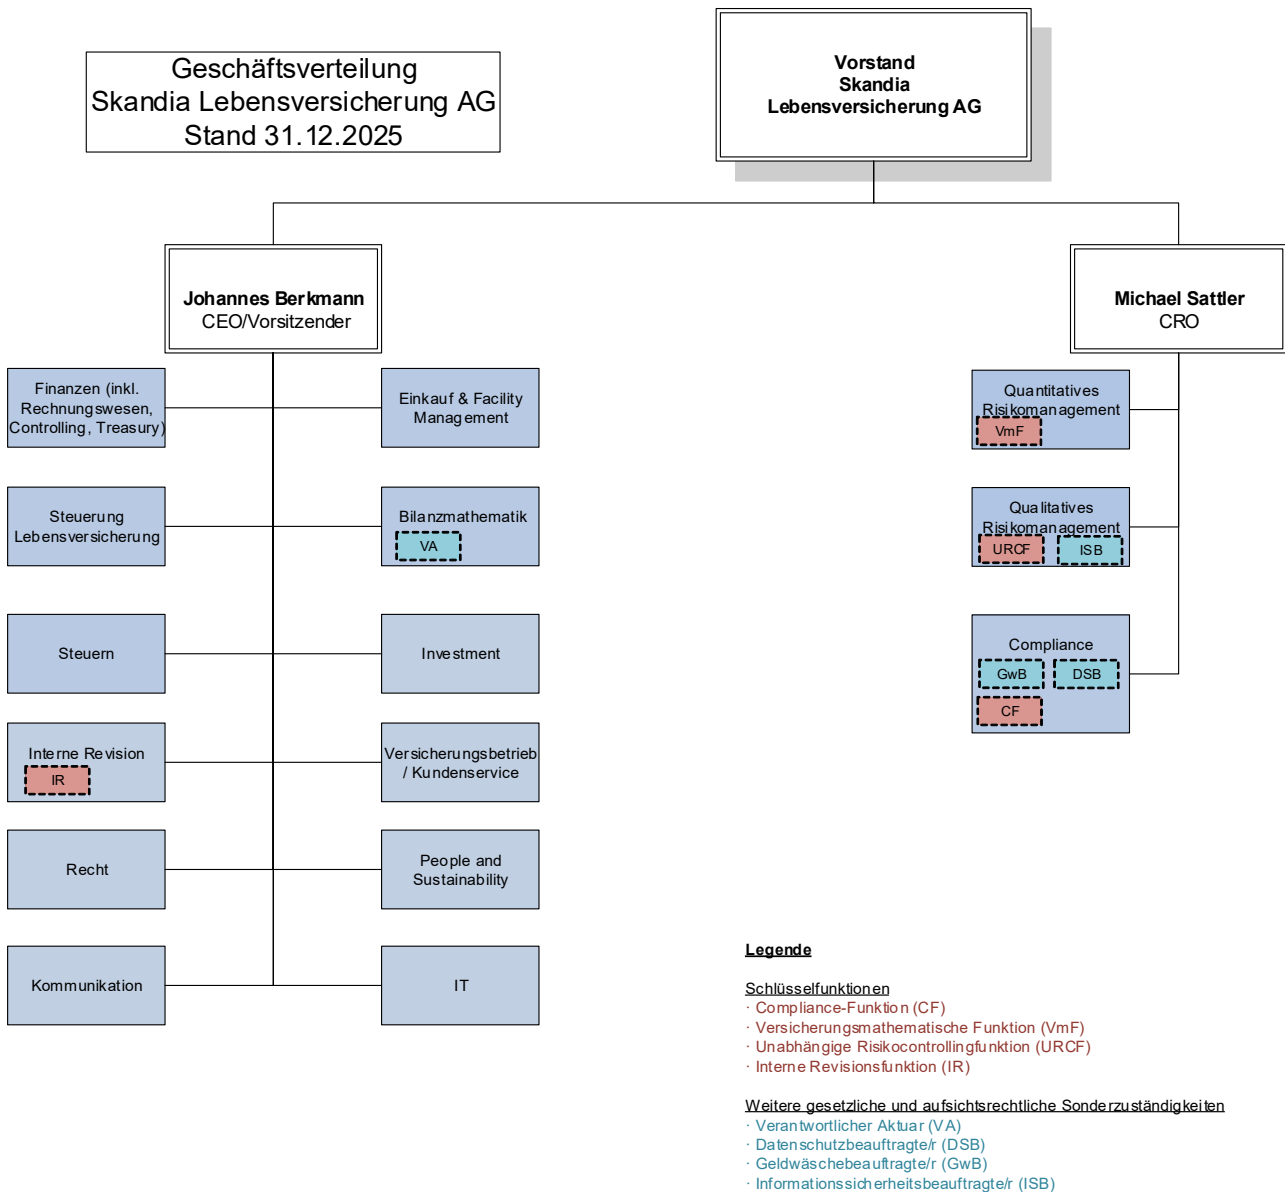 Geschäftsverteilung
Skandia Lebensversicherung AG
Stand 31.12.2025
Vorstand
Skandia
Lebensversicherung AG
Johannes Berkmann
CEO/Vorsitzender
Michael Sattler
CRO
Finanzen (inkl.
Rechnungswesen,
Controlling, Treasury)
Einkauf & Facility
Management
Quantitatives
Risikomanagement
VmF
Steuerung
Lebensversicherung
Bilanzmathematik
VA
Qualitatives
Risikomanagement
URCF
ISB
Steuern
Investment
Compliance
GwB
DSB
CF
Interne Revision
IR
Versicherungsbetrieb
/ Kundenservice
Recht
People and
Sustainability
Kommunikation
IT
Legende
Schlüsselfunktionen
· Compliance-Funktion (CF)
· Versicherungsmathematische Funktion (VmF)
· Unabhängige Risikocontrollingfunktion (URCF)
· Interne Revisionsfunktion (IR)
Weitere gesetzliche und aufsichtsrechtliche Sonderzuständigkeiten
· Verantwortlicher Aktuar (VA)
· Datenschutzbeauftragte/r (DSB)
· Geldwäschebeauftragte/r (GwB)
· Informationssicherheitsbeauftragte/r (ISB)